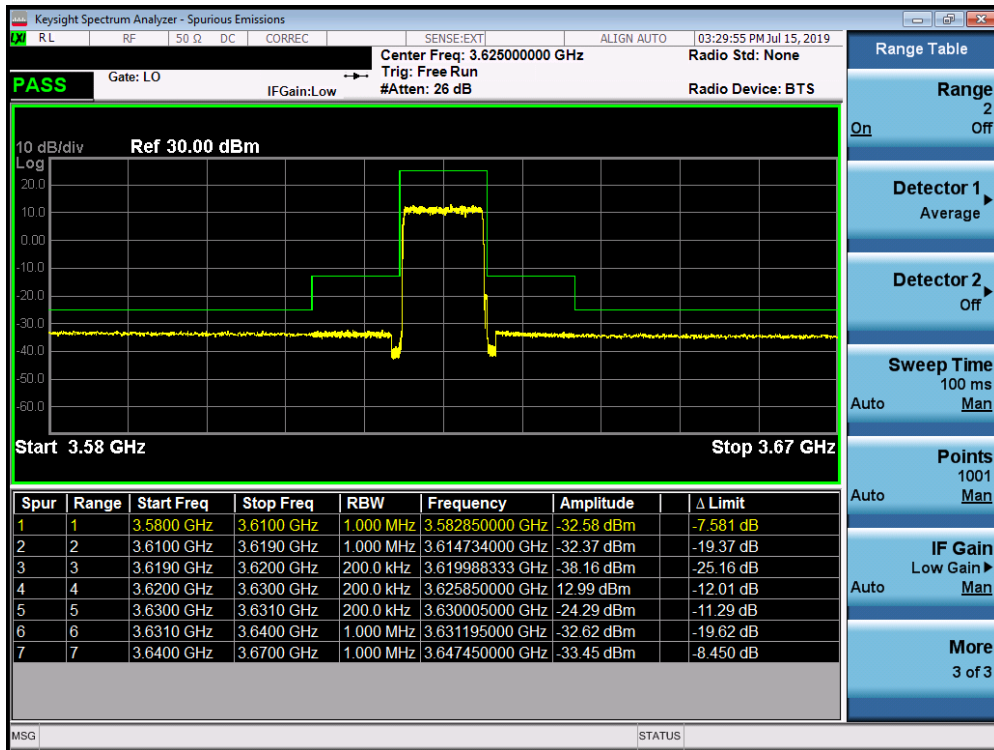 Keysight Spectrum Analyzer - Spurious Emissions
LXI RL RF 50 Ω DC CORREC SENSE:EXT ALIGN AUTO 03:29:55 PM Jul 15, 2019
Center Freq: 3.625000000 GHz Radio Std: None
PASS Gate: LO Trig: Free Run
IFGain:Low #Atten: 26 dB Radio Device: BTS
10 dB/div Ref 30.00 dBm
Log
20.0
10.0
0.00
-10.0
-20.0
-30.0
-40.0
-50.0
-60.0
Start 3.58 GHz Stop 3.67 GHz
Spur Range Start Freq Stop Freq RBW Frequency Amplitude Δ Limit
1 1 3.5800 GHz 3.6100 GHz 1.000 MHz 3.582850000 GHz -32.58 dBm -7.581 dB
2 2 3.6100 GHz 3.6190 GHz 1.000 MHz 3.614734000 GHz -32.37 dBm -19.37 dB
3 3 3.6190 GHz 3.6200 GHz 200.0 kHz 3.619988333 GHz -38.16 dBm -25.16 dB
4 4 3.6200 GHz 3.6300 GHz 200.0 kHz 3.625850000 GHz 12.99 dBm -12.01 dB
5 5 3.6300 GHz 3.6310 GHz 200.0 kHz 3.630005000 GHz -24.29 dBm -11.29 dB
6 6 3.6310 GHz 3.6400 GHz 1.000 MHz 3.631195000 GHz -32.62 dBm -19.62 dB
7 7 3.6400 GHz 3.6700 GHz 1.000 MHz 3.647450000 GHz -33.45 dBm -8.450 dB
MSG STATUS
Range Table
Range
2
On Off
Detector 1
Average
Detector 2
Off
Sweep Time
100 ms
Auto Man
Points
1001
Auto Man
IF Gain
Low Gain
Auto Man
More
3 of 3